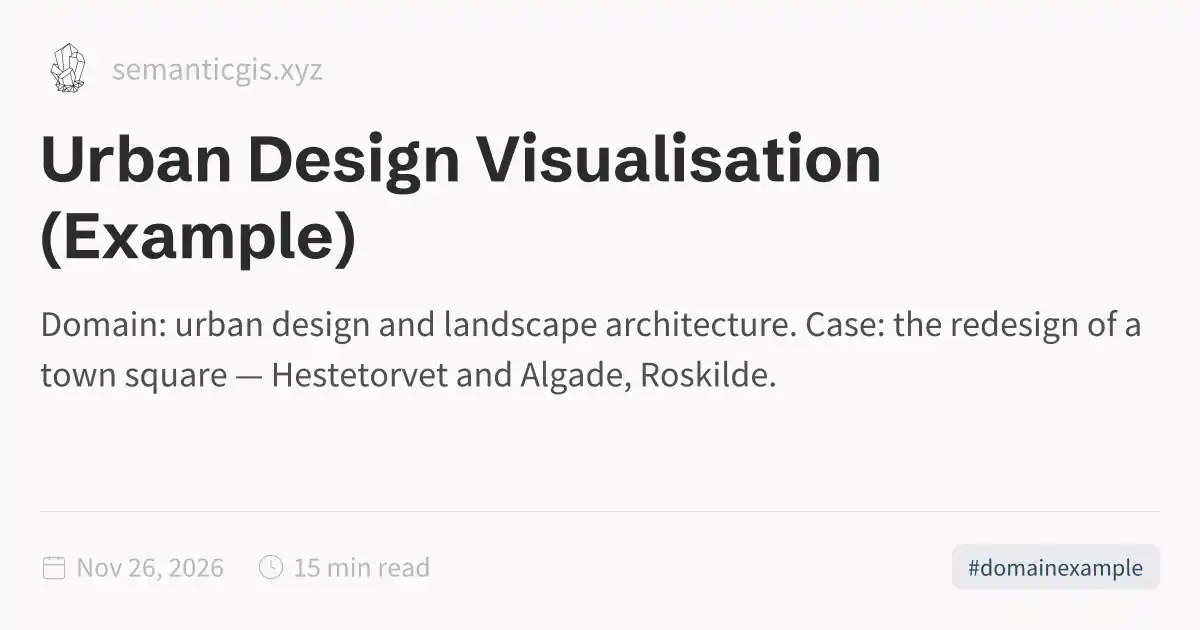 semanticgis.xyz
Urban Design Visualisation
(Example)
Domain: urban design and landscape architecture. Case: the redesign of a
town square — Hestetorvet and Algade, Roskilde.
Nov 26, 2026
15 min read
#domainexample